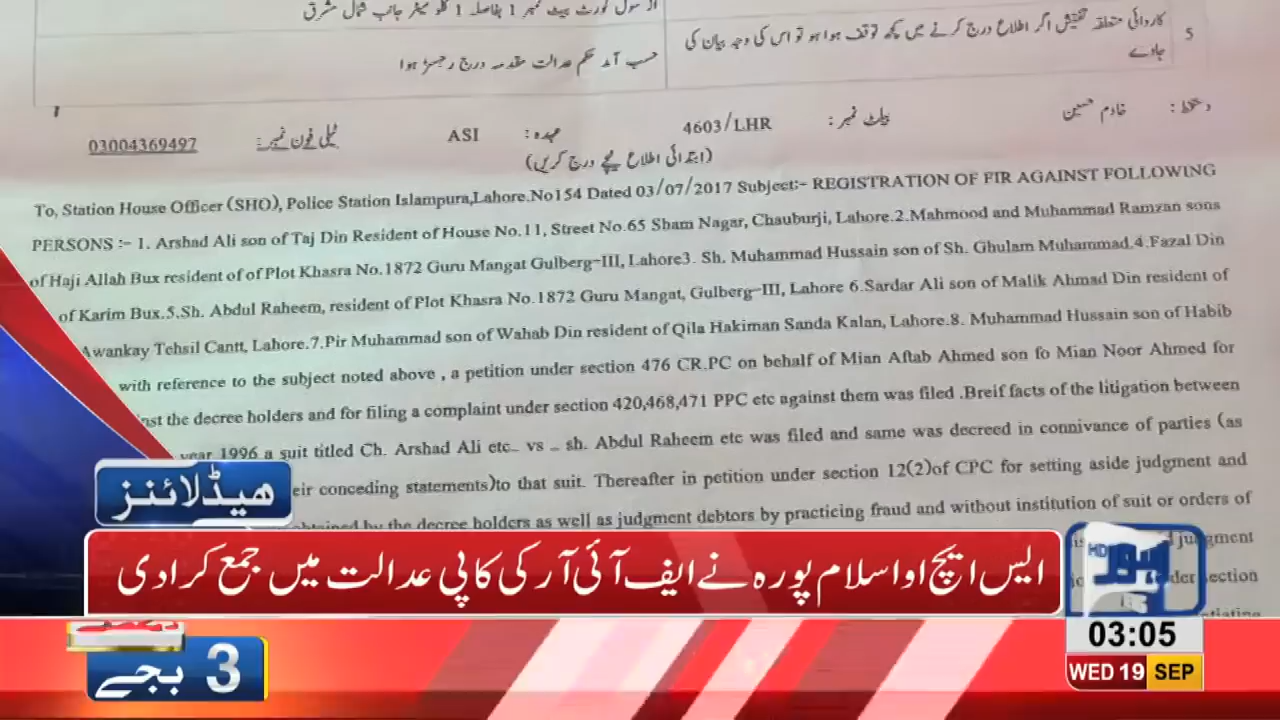 کاروائی متعلقہ تفتیش اگر اطلاع درج کرنے میں کچھ توقف ہوا ہو تو اس کی وجہ بیان کی
جاوے
5
حسب آمد حکم عدالت مقدمہ درج رجسٹر ہوا
دستخط: خادم حسین بیلٹ نمبر: 4603/LHR عہدہ: ASI ٹیلی فون نمبر: 03004369497
(ابتدائی اطلاع نیچے درج کریں)
To, Station House Officer (SHO), Police Station Islampura,Lahore.No154 Dated 03/07/2017 Subject:- REGISTRATION OF FIR AGAINST FOLLOWING
PERSONS :- 1. Arshad Ali son of Taj Din Resident of House No.11, Street No.65 Sham Nagar, Chauburji, Lahore.2.Mahmood and Muhammad Ramzan sons
of Haji Allah Bux resident of of Plot Khasra No.1872 Guru Mangat Gulberg-III, Lahore3. Sh. Muhammad Hussain son of Sh. Ghulam Muhammad.4.Fazal Din
of Karim Bux.5.Sh. Abdul Raheem, resident of Plot Khasra No.1872 Guru Mangat, Gulberg-III, Lahore 6.Sardar Ali son of Malik Ahmad Din resident of
Awankay Tehsil Cantt, Lahore.7.Pir Muhammad son of Wahab Din resident of Qila Hakiman Sanda Kalan, Lahore.8. Muhammad Hussain son of Habib
with reference to the subject noted above , a petition under section 476 CR.PC on behalf of Mian Aftab Ahmed son fo Mian Noor Ahmed for
the decree holders and for filing a complaint under section 420,468,471 PPC etc against them was filed .Breif facts of the litigation between
year 1996 a suit titled Ch. Arshad Ali etc.. vs .. sh. Abdul Raheem etc was filed and same was decreed in connivance of parties (as
conceding statements)to that suit. Thereafter in petition under section 12(2)of CPC for setting aside judgment and
by the decree holders as well as judgment debtors by practicing fraud and without institution of suit or orders of
judgment
section
ہیڈلائنز
ایس ایچ او اسلام پورہ نے ایف آئی آر کی کاپی عدالت میں جمع کرا دی
HD
03:05
WED 19 SEP
3 بجے